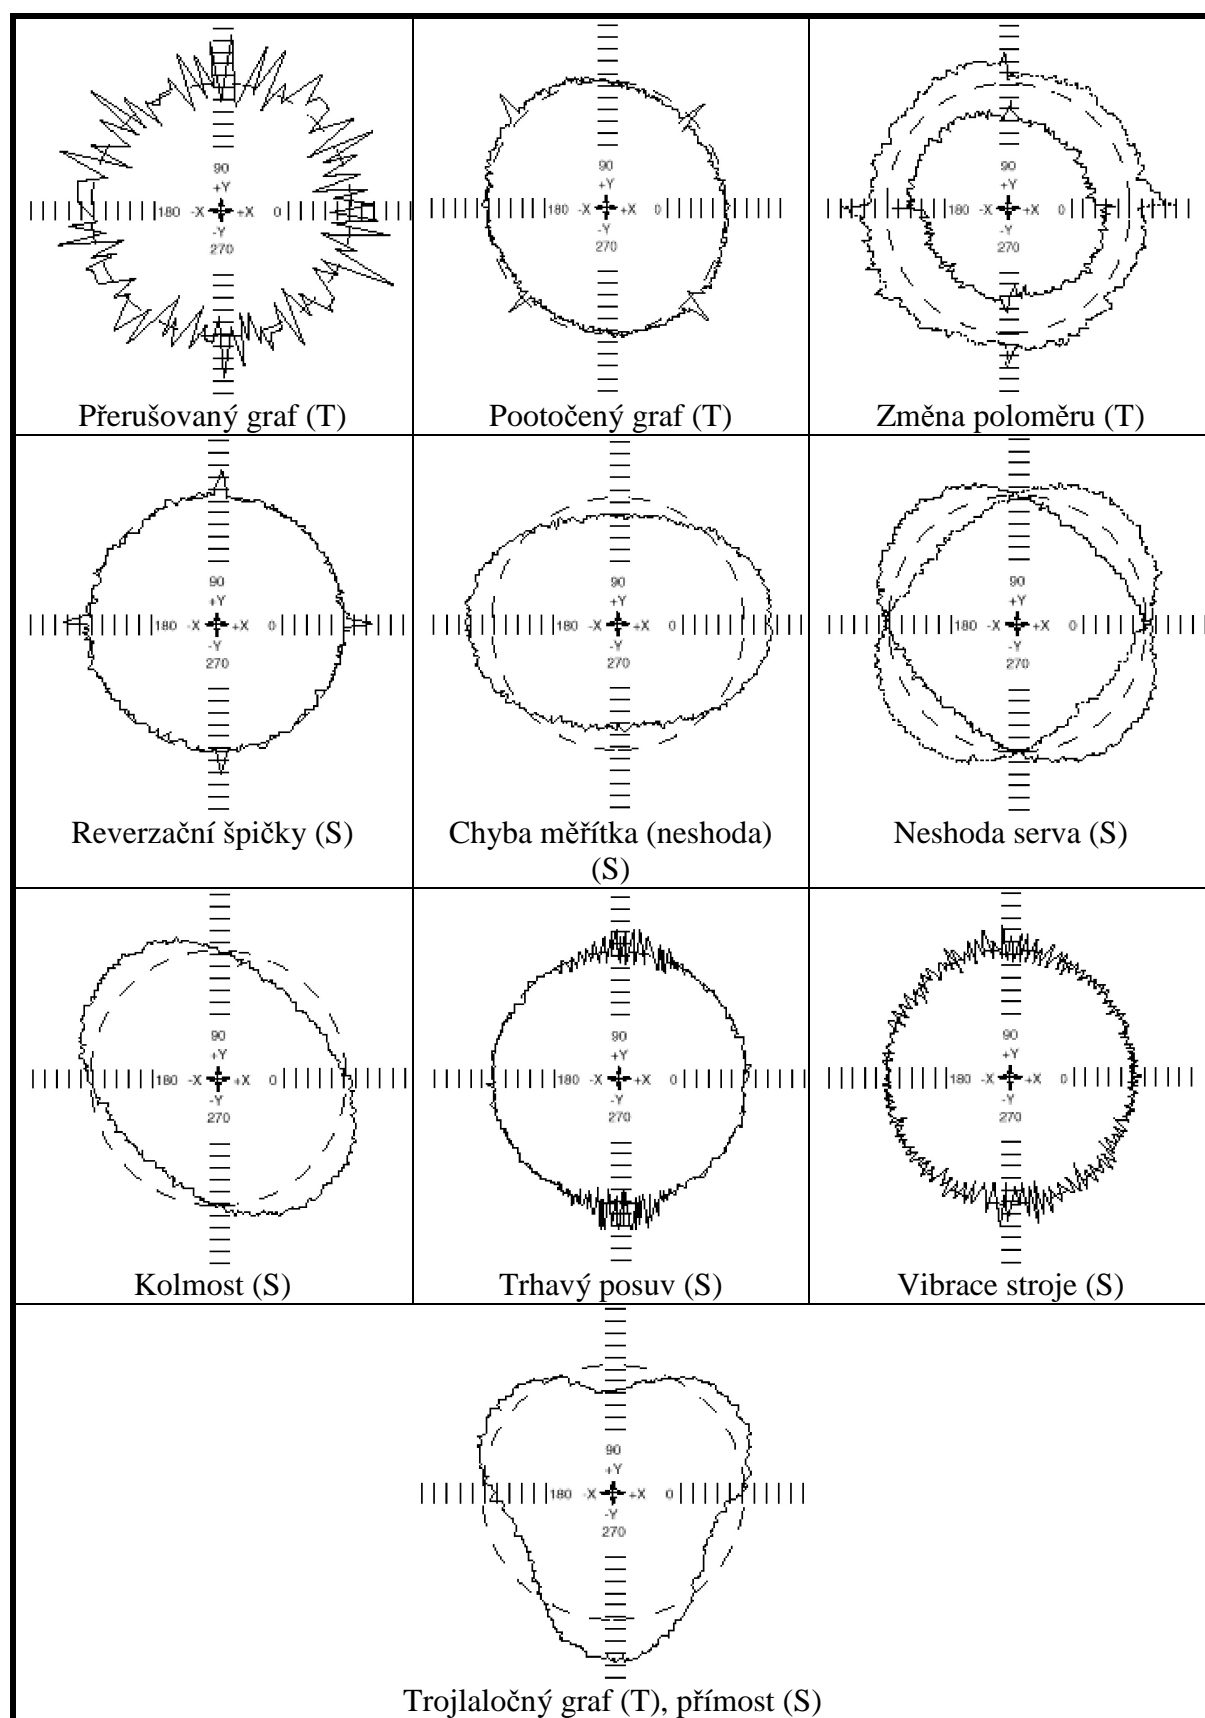 90
+Y
180 -X +X 0
-Y
270
Přerušovaný graf (T)
90
+Y
180 -X +X 0
-Y
270
Pootočený graf (T)
90
+Y
180 -X +X 0
-Y
270
Změna poloměru (T)
90
+Y
180 -X +X 0
-Y
270
Reverzační špičky (S)
90
+Y
180 -X +X 0
-Y
270
Chyba měřítka (neshoda)
(S)
90
+Y
180 -X +X 0
-Y
270
Neshoda serva (S)
90
+Y
180 -X +X 0
-Y
270
Kolmost (S)
90
+Y
180 -X +X 0
-Y
270
Trhavý posuv (S)
90
+Y
180 -X +X 0
-Y
270
Vibrace stroje (S)
90
+Y
180 -X +X 0
-Y
270
Trojlaločný graf (T), přímost (S)